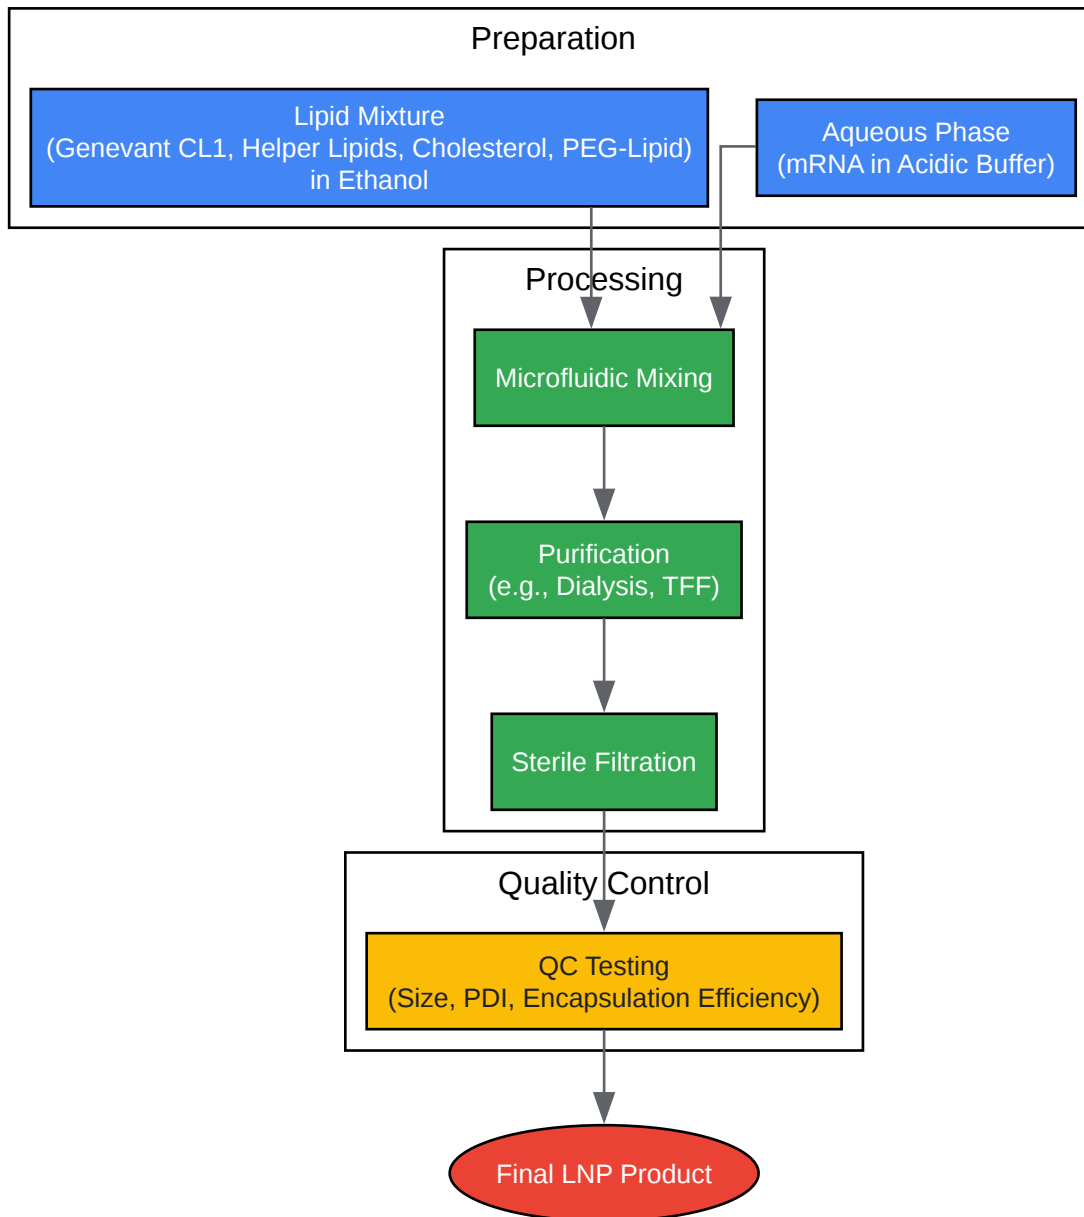 Preparation
Lipid Mixture
(Genevant CL1, Helper Lipids, Cholesterol, PEG-Lipid)
in Ethanol
Aqueous Phase
(mRNA in Acidic Buffer)
Processing
Microfluidic Mixing
Purification
(e.g., Dialysis, TFF)
Sterile Filtration
Quality Control
QC Testing
(Size, PDI, Encapsulation Efficiency)
Final LNP Product